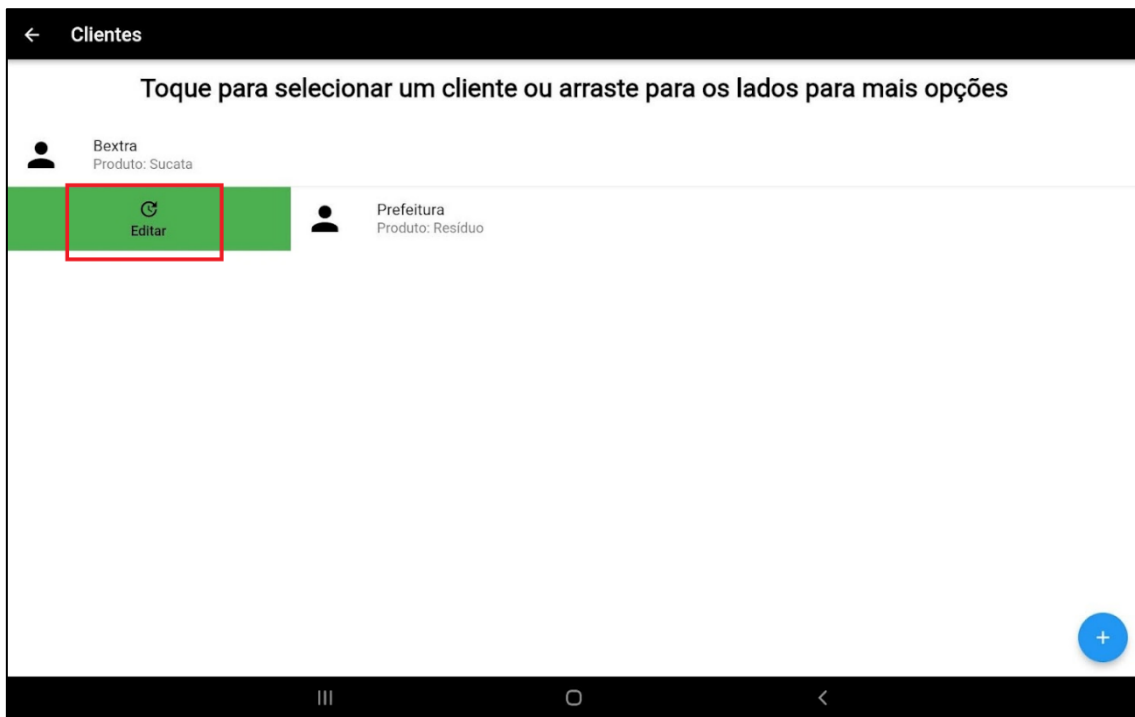 Clientes
Toque para selecionar um cliente ou arraste para os lados para mais opções
Bextra
Produto: Sucata
Editar
Prefeitura
Produto: Resíduo